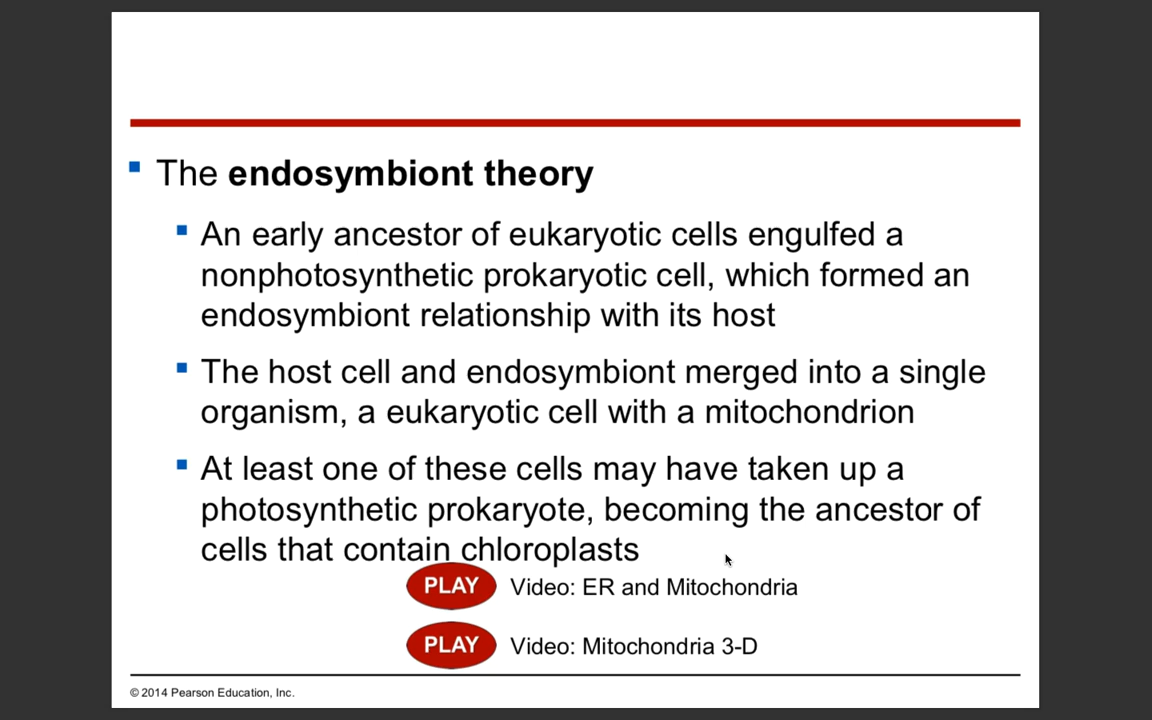 The endosymbiont theory
An early ancestor of eukaryotic cells engulfed a
nonphotosynthetic prokaryotic cell, which formed an
endosymbiont relationship with its host
The host cell and endosymbiont merged into a single
organism, a eukaryotic cell with a mitochondrion
At least one of these cells may have taken up a
photosynthetic prokaryote, becoming the ancestor of
cells that contain chloroplasts
PLAY Video: ER and Mitochondria
PLAY Video: Mitochondria 3-D
© 2014 Pearson Education, Inc.